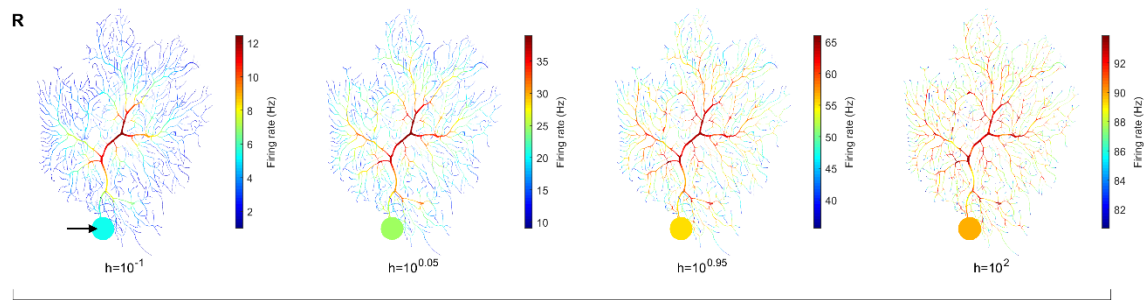 R
12
10
8
6
4
2
Firing rate (Hz)
h=10^-1
35
30
25
20
15
10
Firing rate (Hz)
h=10^0.05
65
60
55
50
45
40
Firing rate (Hz)
h=10^0.95
92
90
88
86
84
82
Firing rate (Hz)
h=10^2